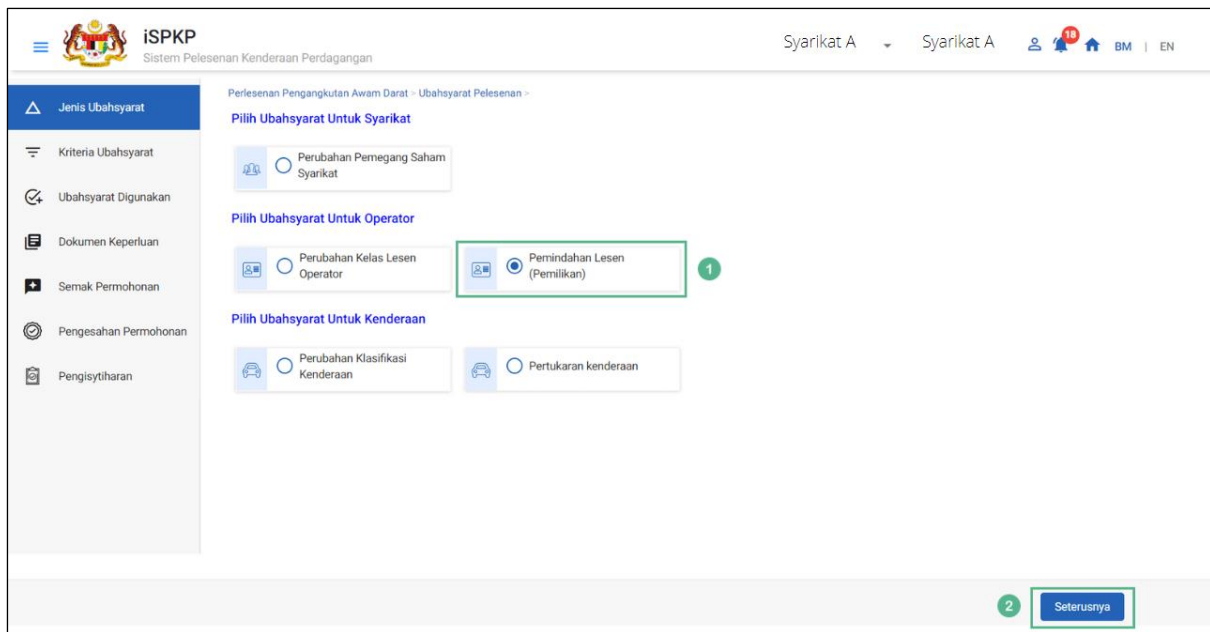 iSPKP
Sistem Pelesenan Kenderaan Perdagangan
Syarikat A
Syarikat A
18
BM | EN
Jenis Ubahsyarat
Kriteria Ubahsyarat
Ubahsyarat Digunakan
Dokumen Keperluan
Semak Permohonan
Pengesahan Permohonan
Pengisytiharan
Perlesenan Pengangkutan Awam Darat > Ubahsyarat Pelesenan >
Pilih Ubahsyarat Untuk Syarikat
Perubahan Pemegang Saham
Syarikat
Pilih Ubahsyarat Untuk Operator
Perubahan Kelas Lesen
Operator
Pemindahan Lesen
(Pemilikan)
1
Pilih Ubahsyarat Untuk Kenderaan
Perubahan Klasifikasi
Kenderaan
Pertukaran kenderaan
2
Seterusnya